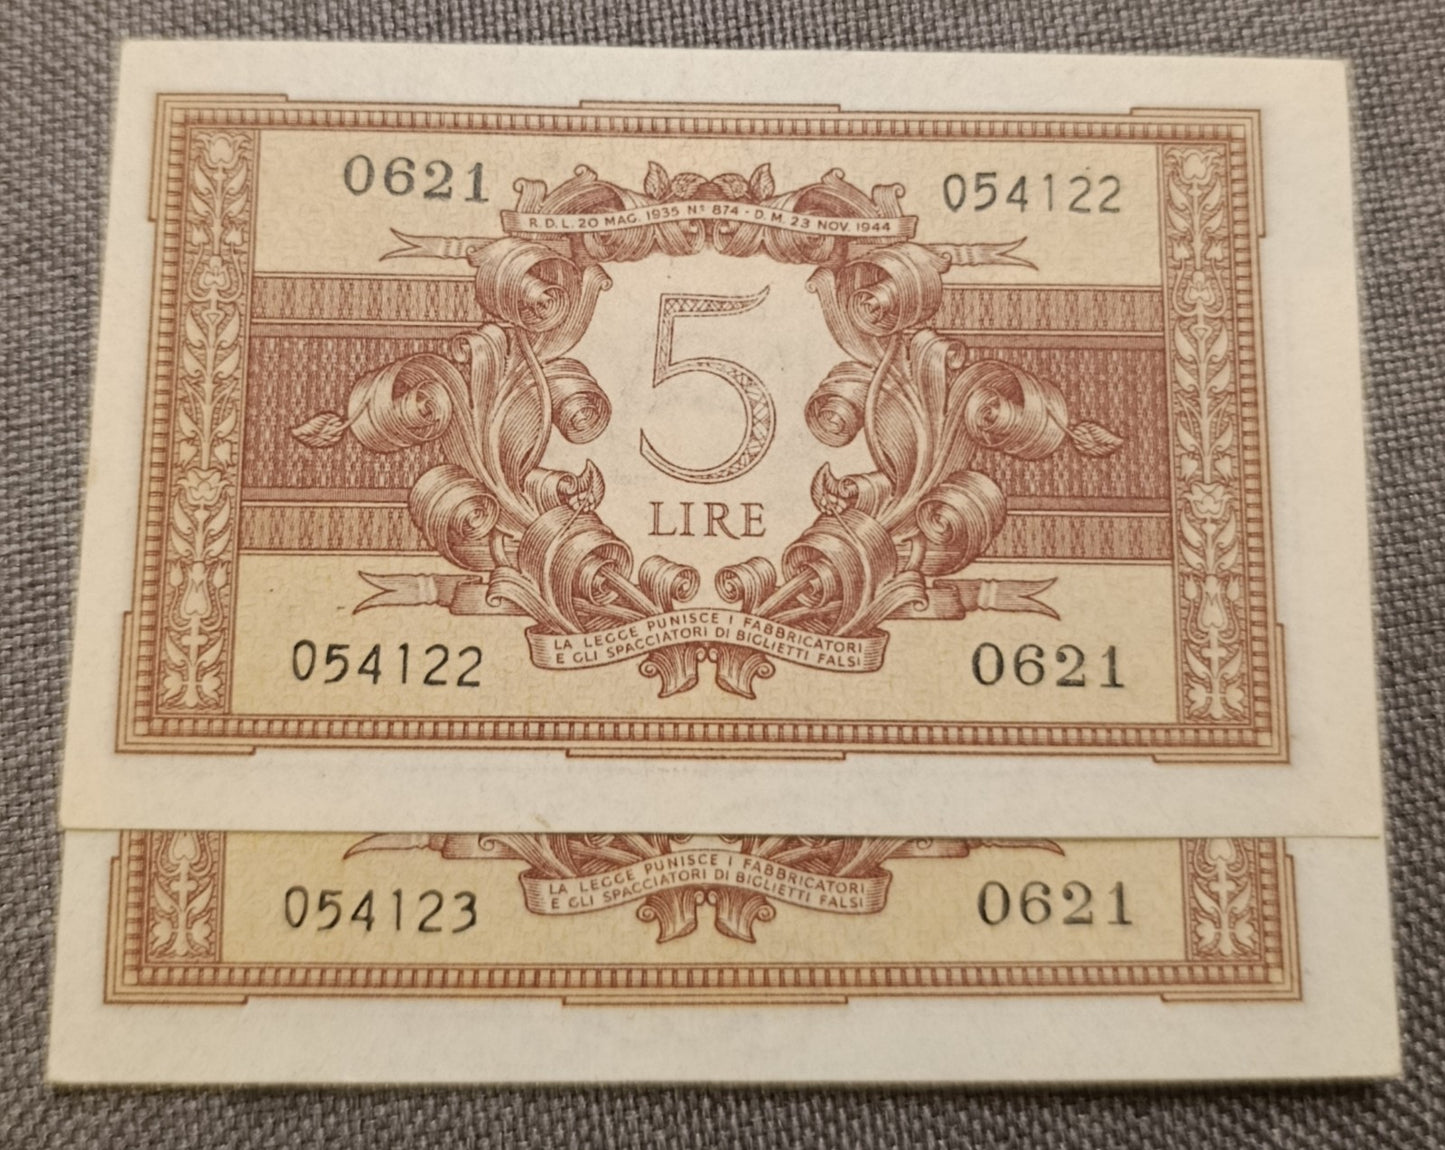 0621 054122
R. D. L. 20 MAG. 1935 Nº 874 - D. M. 23 NOV. 1944
5
LIRE
LA LEGGE PUNISCE I FABBRICATORI
E GLI SPACCIATORI DI BIGLIETTI FALSI
054122 0621
LA LEGGE PUNISCE I FABBRICATORI
E GLI SPACCIATORI DI BIGLIETTI FALSI
054123 0621